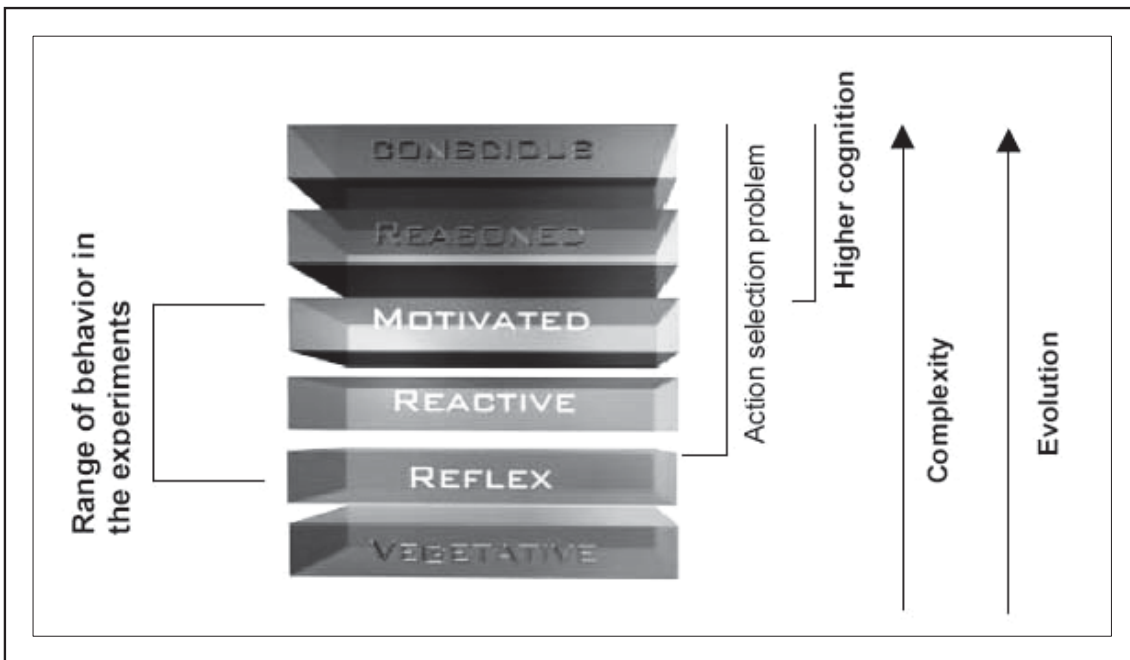 CONSCIOUS
REASONED
MOTIVATED
REACTIVE
REFLEX
VEGETATIVE
Range of behavior in
the experiments
Action selection problem
Higher cognition
Complexity
Evolution